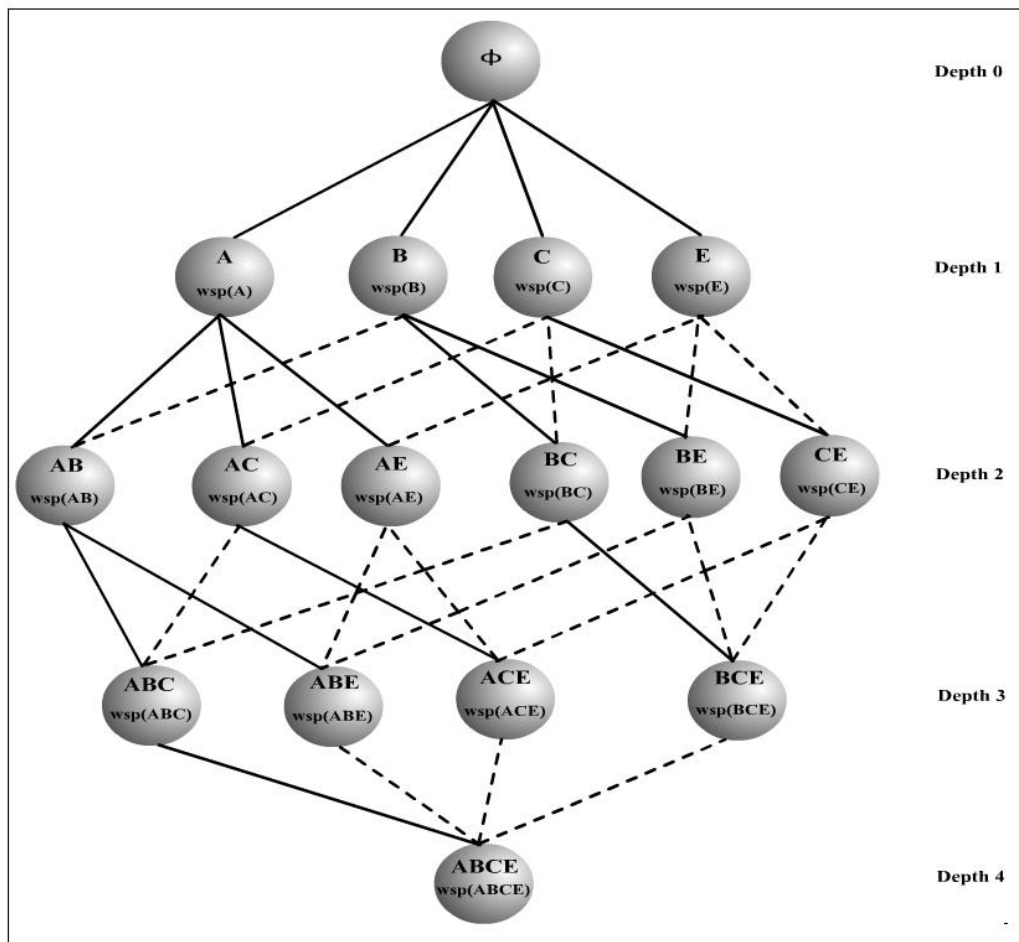 Φ
Depth 0
A
wsp(A)
B
wsp(B)
C
wsp(C)
E
wsp(E)
Depth 1
AB
wsp(AB)
AC
wsp(AC)
AE
wsp(AE)
BC
wsp(BC)
BE
wsp(BE)
CE
wsp(CE)
Depth 2
ABC
wsp(ABC)
ABE
wsp(ABE)
ACE
wsp(ACE)
BCE
wsp(BCE)
Depth 3
ABCE
wsp(ABCE)
Depth 4